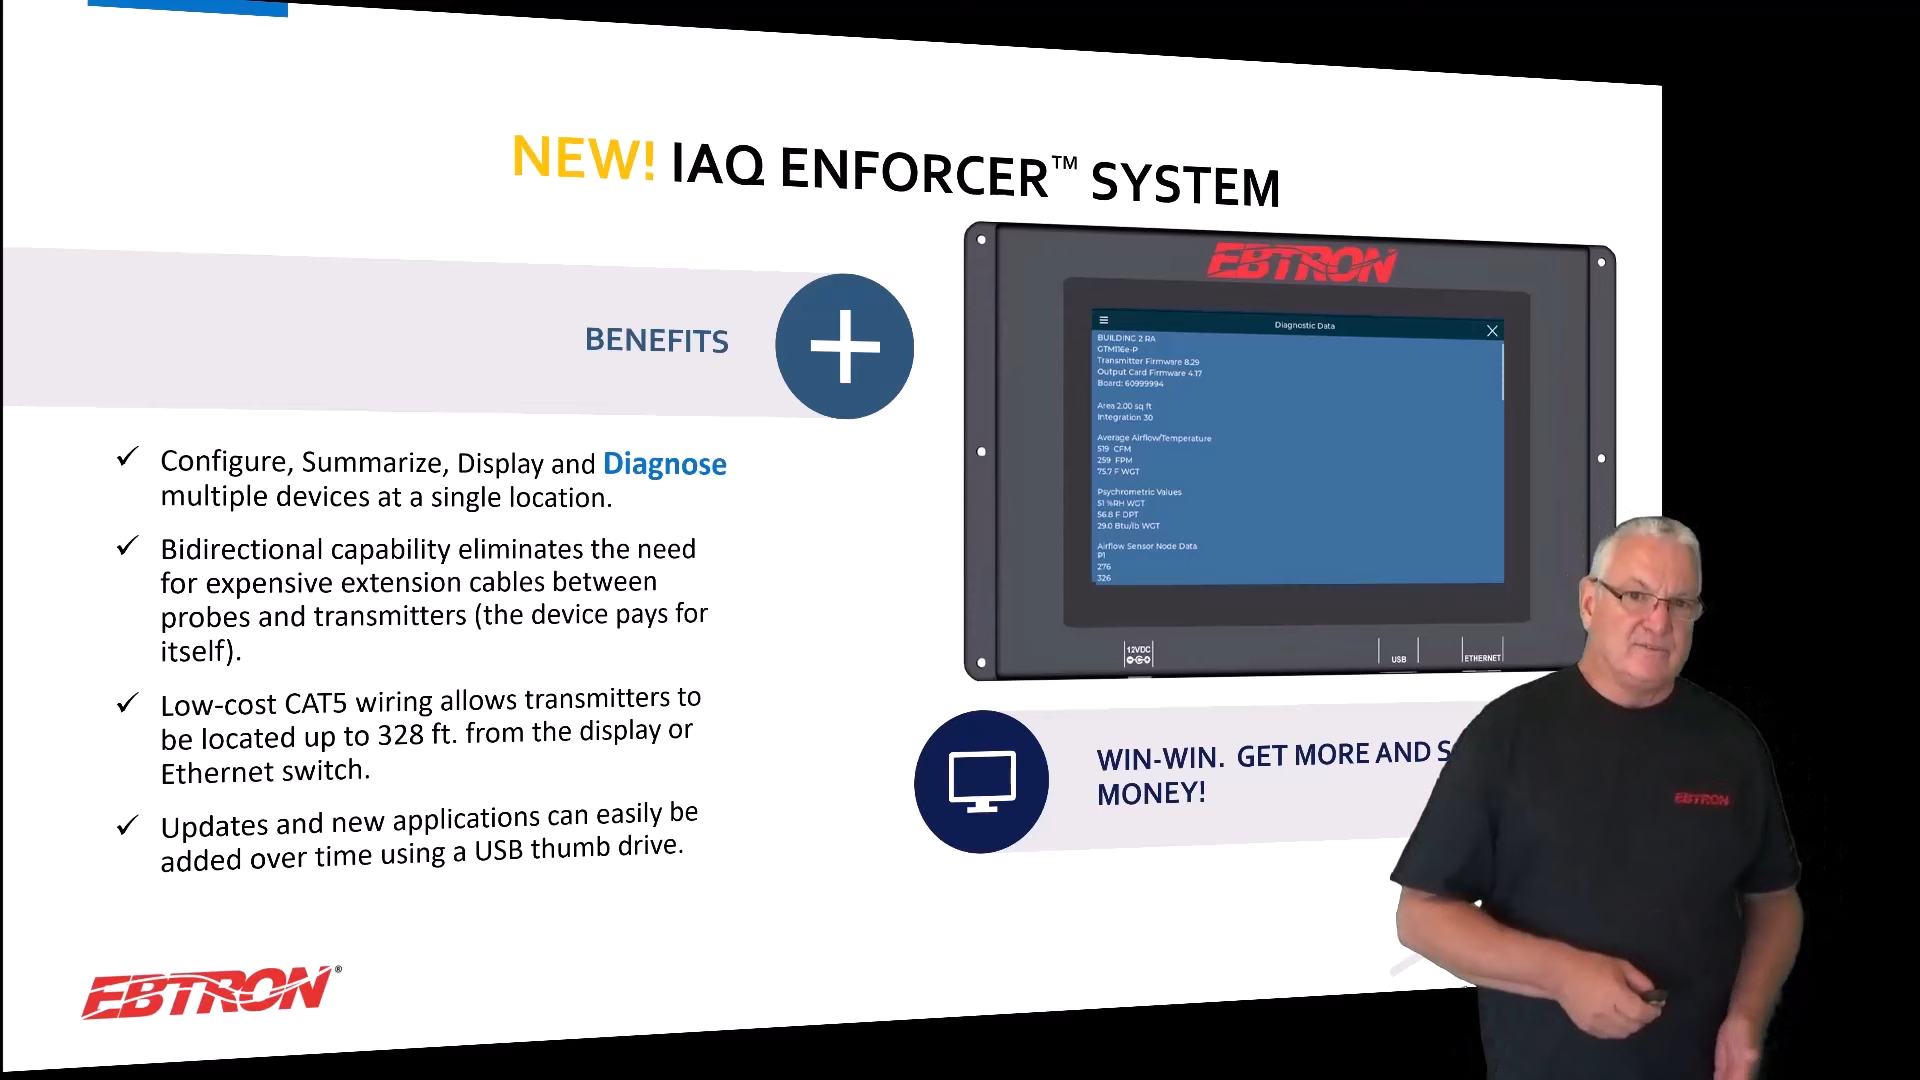 NEW! IAQ ENFORCER™ SYSTEM
BENEFITS
✓ Configure, Summarize, Display and Diagnose
multiple devices at a single location.
✓ Bidirectional capability eliminates the need
for expensive extension cables between
probes and transmitters (the device pays for
itself).
✓ Low-cost CAT5 wiring allows transmitters to
be located up to 328 ft. from the display or
Ethernet switch.
✓ Updates and new applications can easily be
added over time using a USB thumb drive.
EBTRON®
EBTRON
Diagnostic Data
BUILDING 2 RA
GTM116e-P
Transmitter Firmware 8.29
Output Card Firmware 4.17
Board: 60999994
Area 2.00 sq ft
Integration 30
Average Airflow/Temperature
519 CFM
259 FPM
75.7 F WGT
Psychrometric Values
51 %RH WGT
56.8 F DPT
29.0 Btu/lb WGT
Airflow Sensor Node Data
P1
276
326
12VDC
USB
ETHERNET
WIN-WIN. GET MORE AND S
MONEY!
EBTRON